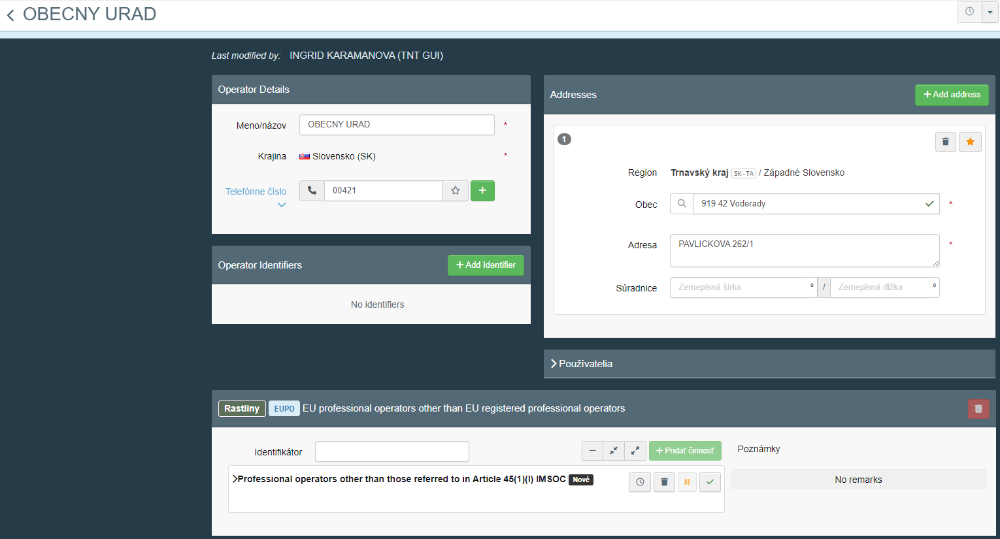 OBECNY URAD
Last modified by: INGRID KARAMANOVA (TNT GUI)
Operator Details
Meno/názov OBECNY URAD *
Krajina Slovensko (SK) *
Telefónne číslo 00421
Operator Identifiers Add Identifier
No identifiers
Addresses Add address
1
Region Trnavský kraj SK-TA / Západné Slovensko
Obec 919 42 Voderady *
Adresa PAVLICKOVA 262/1 *
Súradnice Zemepisná šírka ° / Zemepisná dĺžka °
Používatelia
Rastliny EUPO EU professional operators other than EU registered professional operators
Identifikátor Pridať činnosť
Professional operators other than those referred to in Article 45(1)(l) IMSOC Nové
Poznámky
No remarks